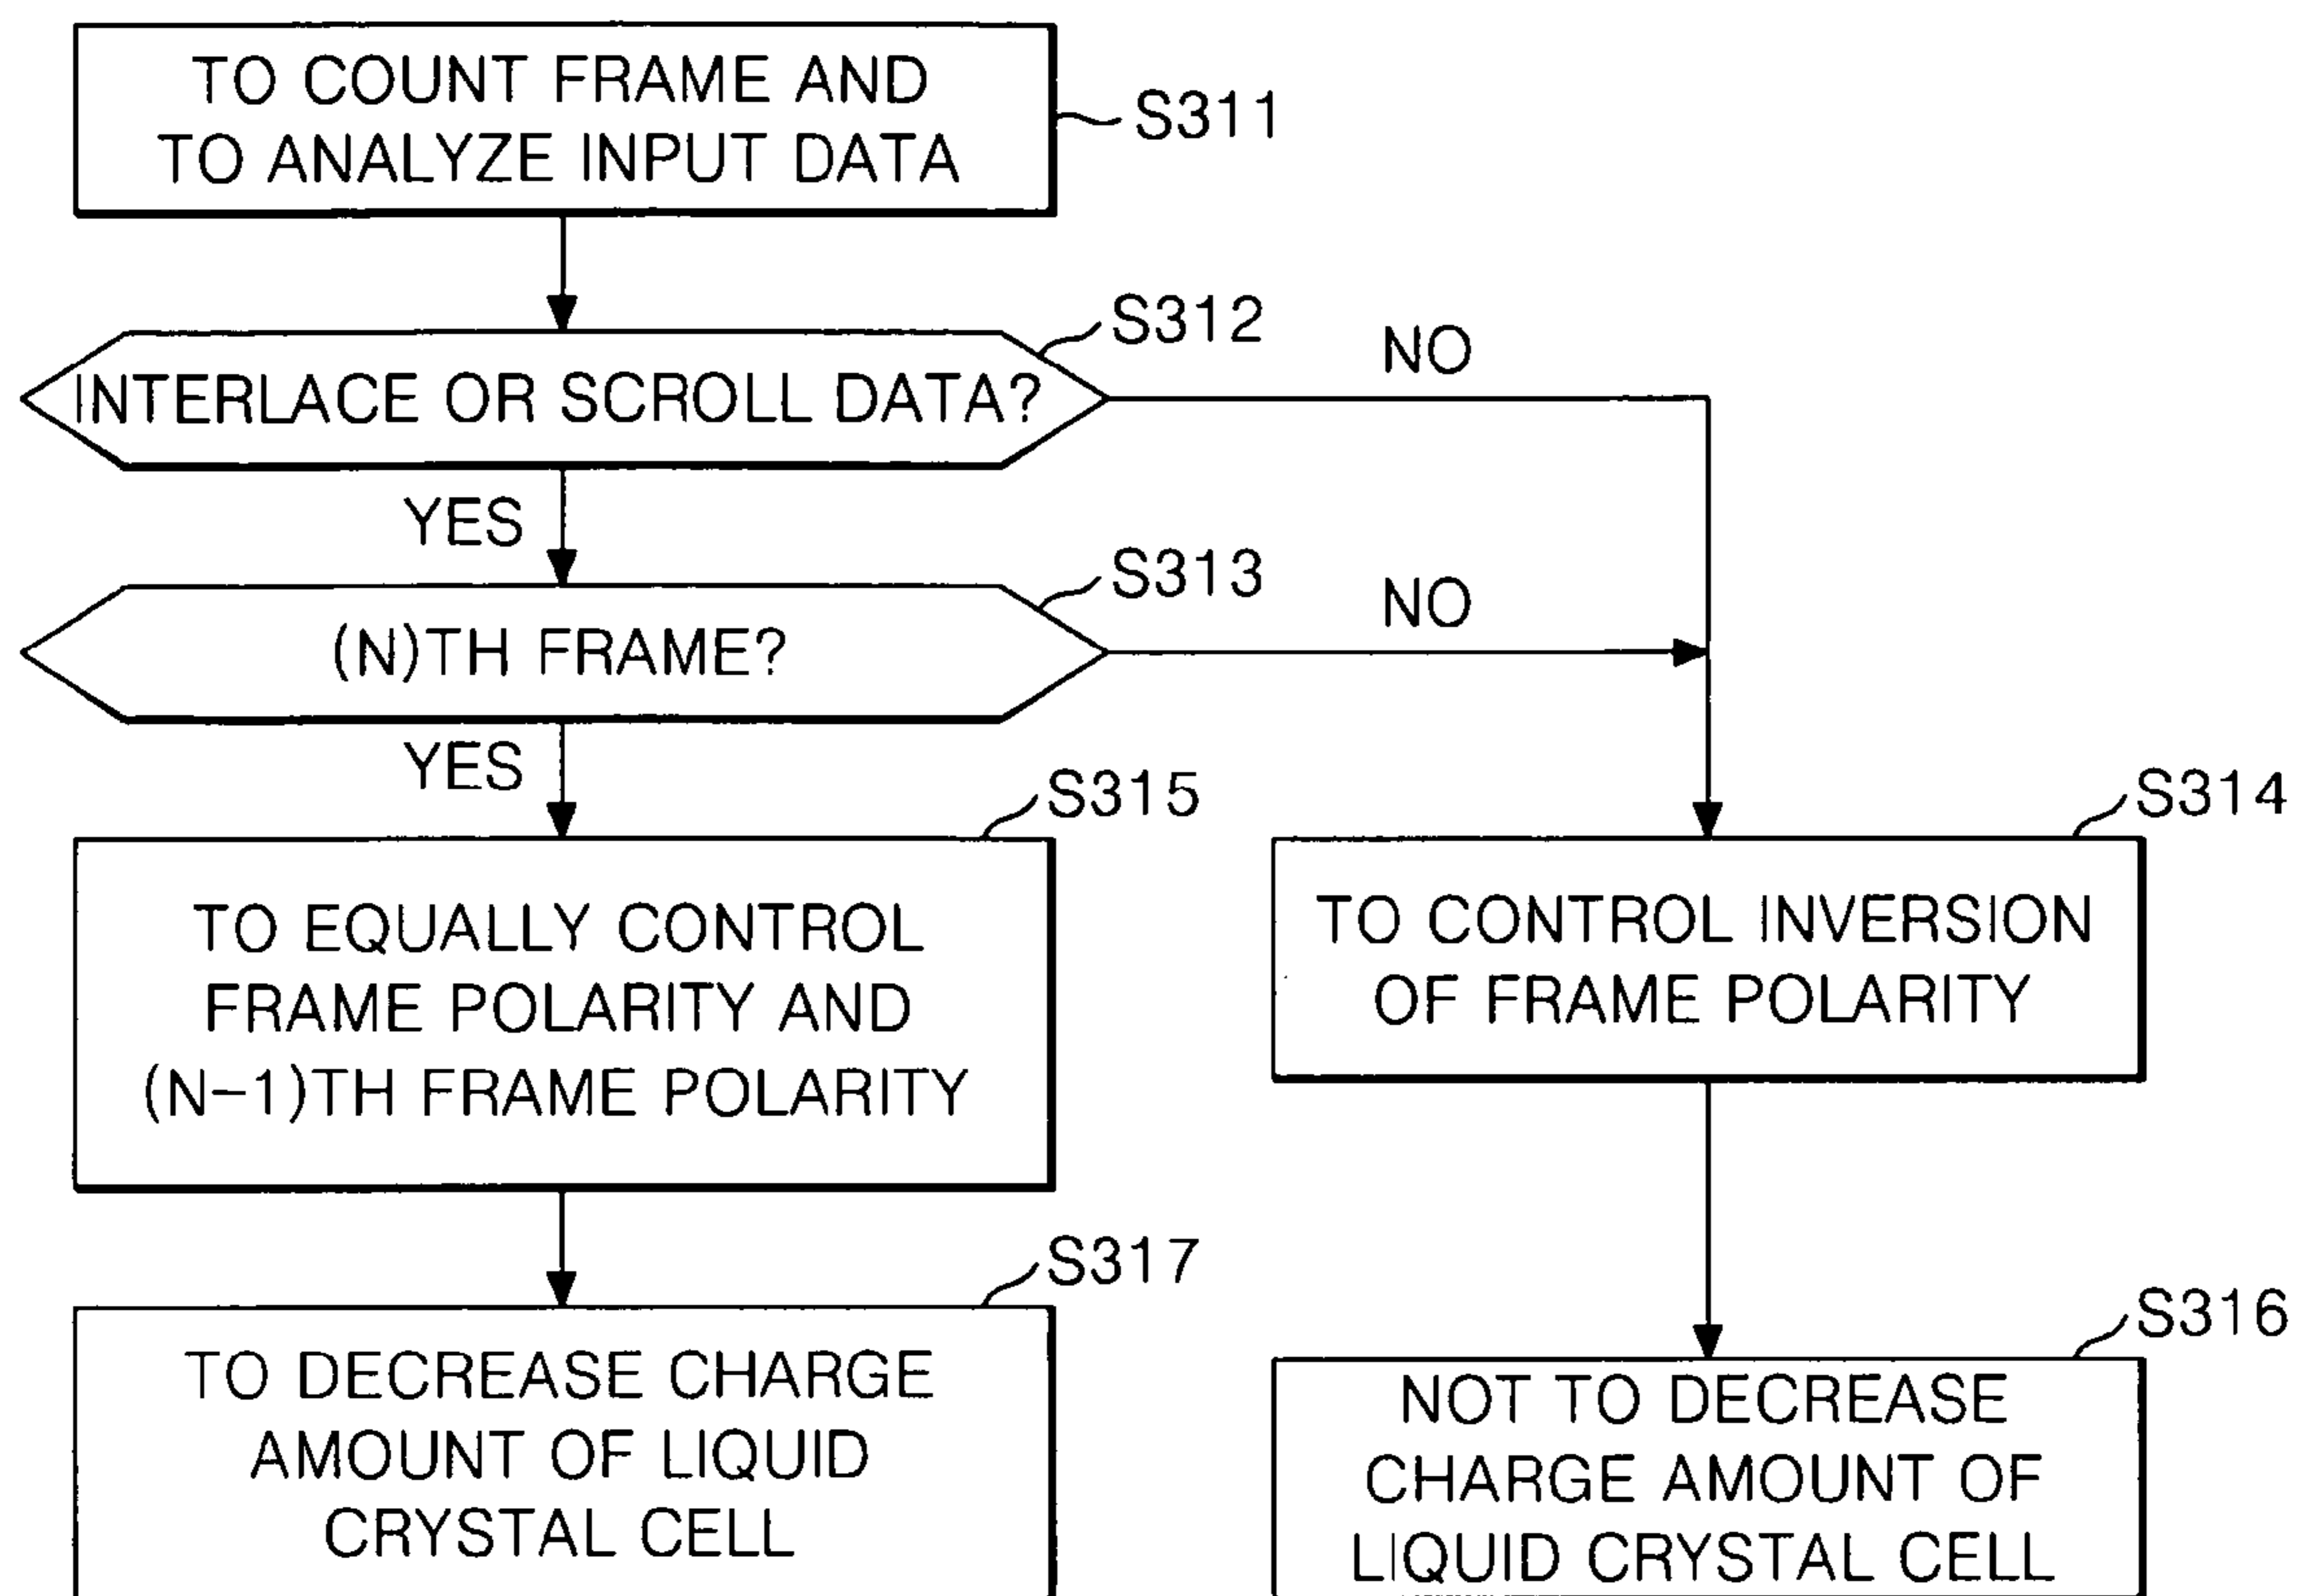 TO COUNT FRAME AND
TO ANALYZE INPUT DATA
S311
S312
INTERLACE OR SCROLL DATA?
NO
YES
S313
(N)TH FRAME?
NO
YES
S315
TO EQUALLY CONTROL
FRAME POLARITY AND
(N-1)TH FRAME POLARITY
S314
TO CONTROL INVERSION
OF FRAME POLARITY
S317
TO DECREASE CHARGE
AMOUNT OF LIQUID
CRYSTAL CELL
S316
NOT TO DECREASE
CHARGE AMOUNT OF
LIQUID CRYSTAL CELL